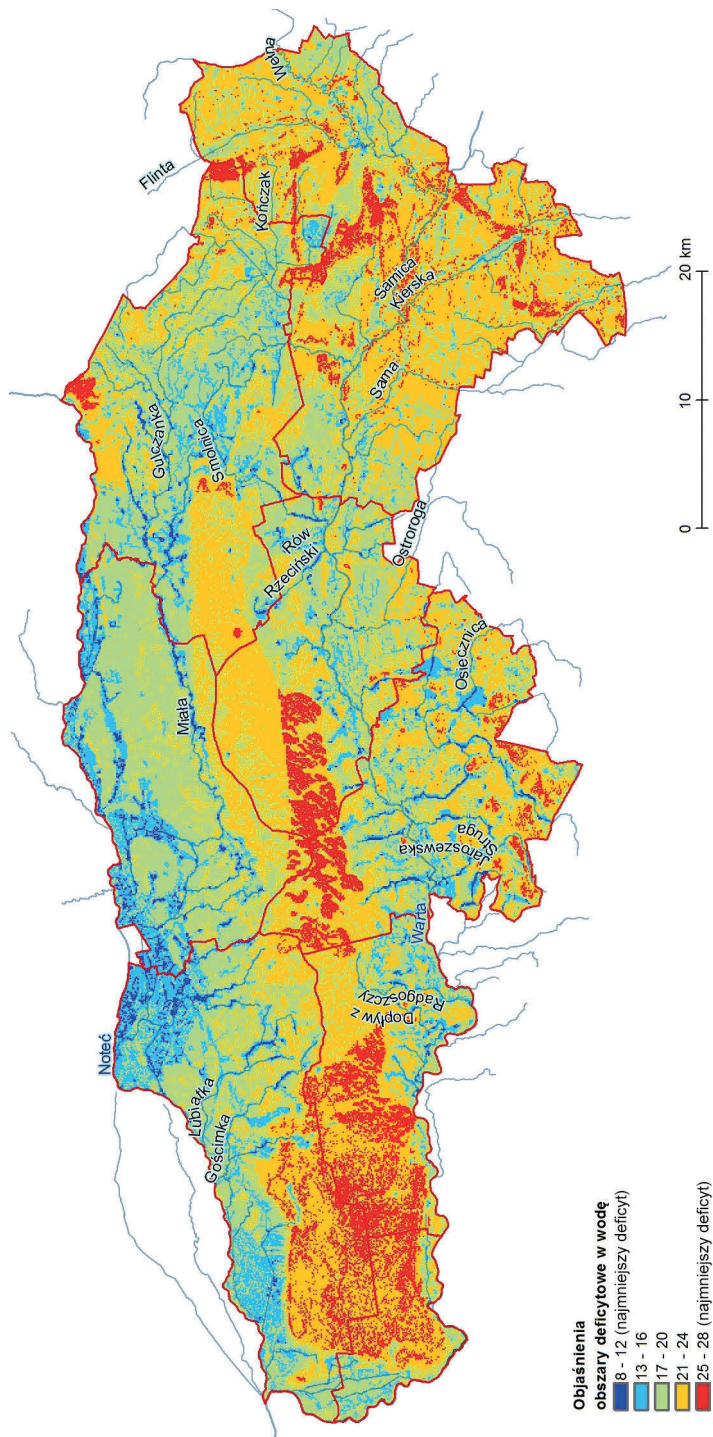 Noteć
Lubiatka
Gościmka
Miała
Gulczanka
Smolnica
Flinta
Wełna
Kończak
Samica
Kierska
Sama
Rów
Rzeciński
Ostroroga
Osiecznica
Jaroszewska
Struga
Warta
Dopływ z
Radgoszczy
Objaśnienia
obszary deficytowe w wodę
8 - 12 (najmniejszy deficyt)
13 - 16
17 - 20
21 - 24
25 - 28 (najmniejszy deficyt)
0 10 20 km